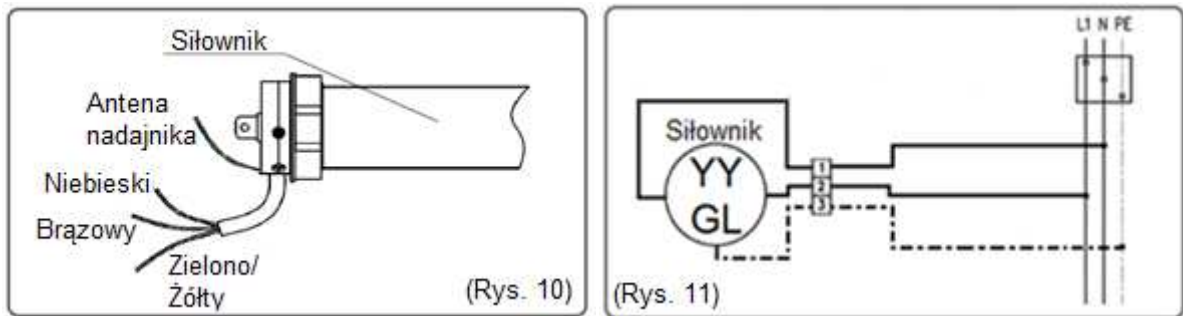 Siłownik
Antena
nadajnika
Niebieski
Brązowy
Zielono/
Żółty
(Rys. 10)
L1 N PE
Siłownik
YY
GL
1
2
3
(Rys. 11)